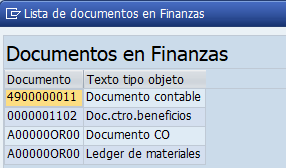 Lista de documentos en Finanzas
Documentos en Finanzas
Documento Texto tipo objeto
4900000011 Documento contable
0000001102 Doc.ctro.beneficios
A00000OR00 Documento CO
A00000OR00 Ledger de materiales